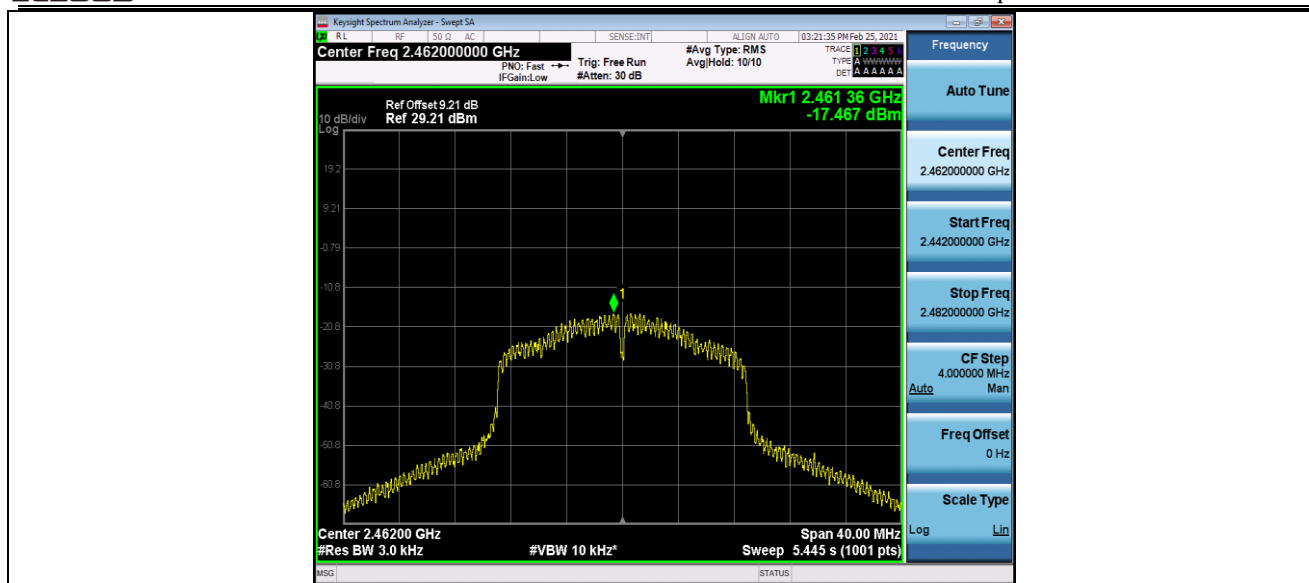 Keysight Spectrum Analyzer - Swept SA
RL RF 50 Ω AC SENSE:INT ALIGN AUTO 03:21:35 PM Feb 25, 2021
Center Freq 2.462000000 GHz
PNO: Fast
IFGain:Low
Trig: Free Run
#Atten: 30 dB
#Avg Type: RMS
Avg|Hold: 10/10
TRACE 1 2 3 4 5 6
TYPE A WWWWW
DET A A A A A A
Mkr1 2.461 36 GHz
-17.467 dBm
Ref Offset 9.21 dB
10 dB/div Ref 29.21 dBm
Log
19.2
9.21
-0.79
-10.8
-20.8
-30.8
-40.8
-50.8
-60.8
1
Center 2.46200 GHz Span 40.00 MHz
#Res BW 3.0 kHz #VBW 10 kHz* Sweep 5.445 s (1001 pts)
MSG STATUS
Frequency
Auto Tune
Center Freq
2.462000000 GHz
Start Freq
2.442000000 GHz
Stop Freq
2.482000000 GHz
CF Step
4.000000 MHz
Auto Man
Freq Offset
0 Hz
Scale Type
Log Lin